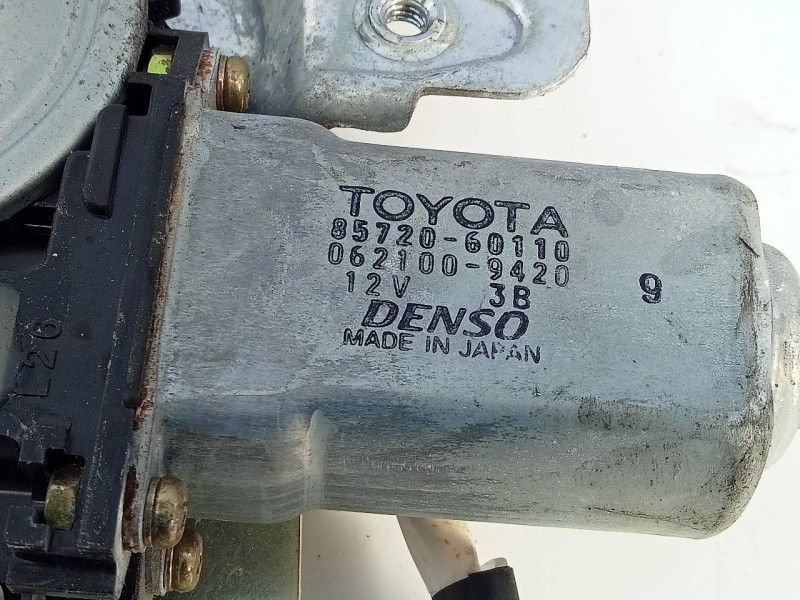 TOYOTA
85720-60110
062100-9420
12V 3B
9
DENSO
MADE IN JAPAN
L26